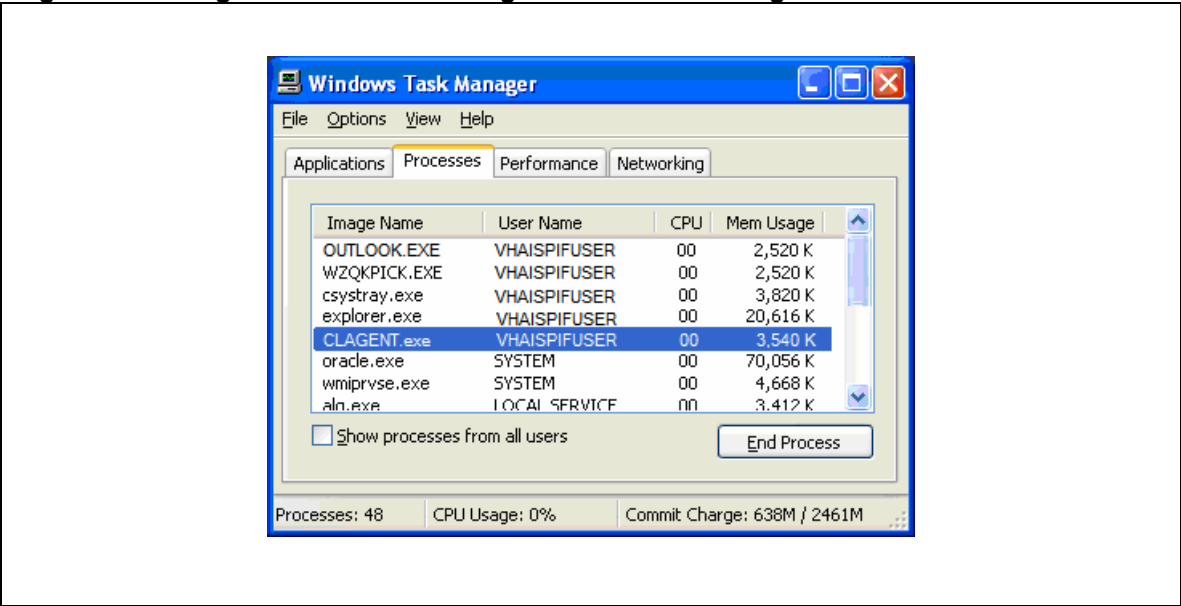 Windows Task Manager
File Options View Help
Applications Processes Performance Networking
Image Name User Name CPU Mem Usage
OUTLOOK.EXE VHAISPIFUSER 00 2,520 K
WZQKPICK.EXE VHAISPIFUSER 00 2,520 K
csystray.exe VHAISPIFUSER 00 3,820 K
explorer.exe VHAISPIFUSER 00 20,616 K
CLAGENT.exe VHAISPIFUSER 00 3,540 K
oracle.exe SYSTEM 00 70,056 K
wmiprvse.exe SYSTEM 00 4,668 K
alg.exe LOCAL SERVICE 00 3,412 K
Show processes from all users
End Process
Processes: 48 CPU Usage: 0% Commit Charge: 638M / 2461M